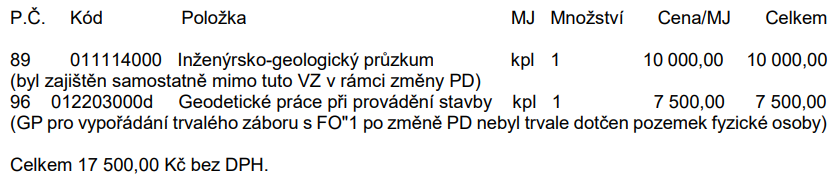 P.Č. Kód Položka MJ Množství Cena/MJ Celkem
89 011114000 Inženýrsko-geologický průzkum kpl 1 10 000,00 10 000,00
(byl zajištěn samostatně mimo tuto VZ v rámci změny PD)
96 012203000d Geodetické práce při provádění stavby kpl 1 7 500,00 7 500,00
(GP pro vypořádání trvalého záboru s FO"1 po změně PD nebyl trvale dotčen pozemek fyzické osoby)
Celkem 17 500,00 Kč bez DPH.